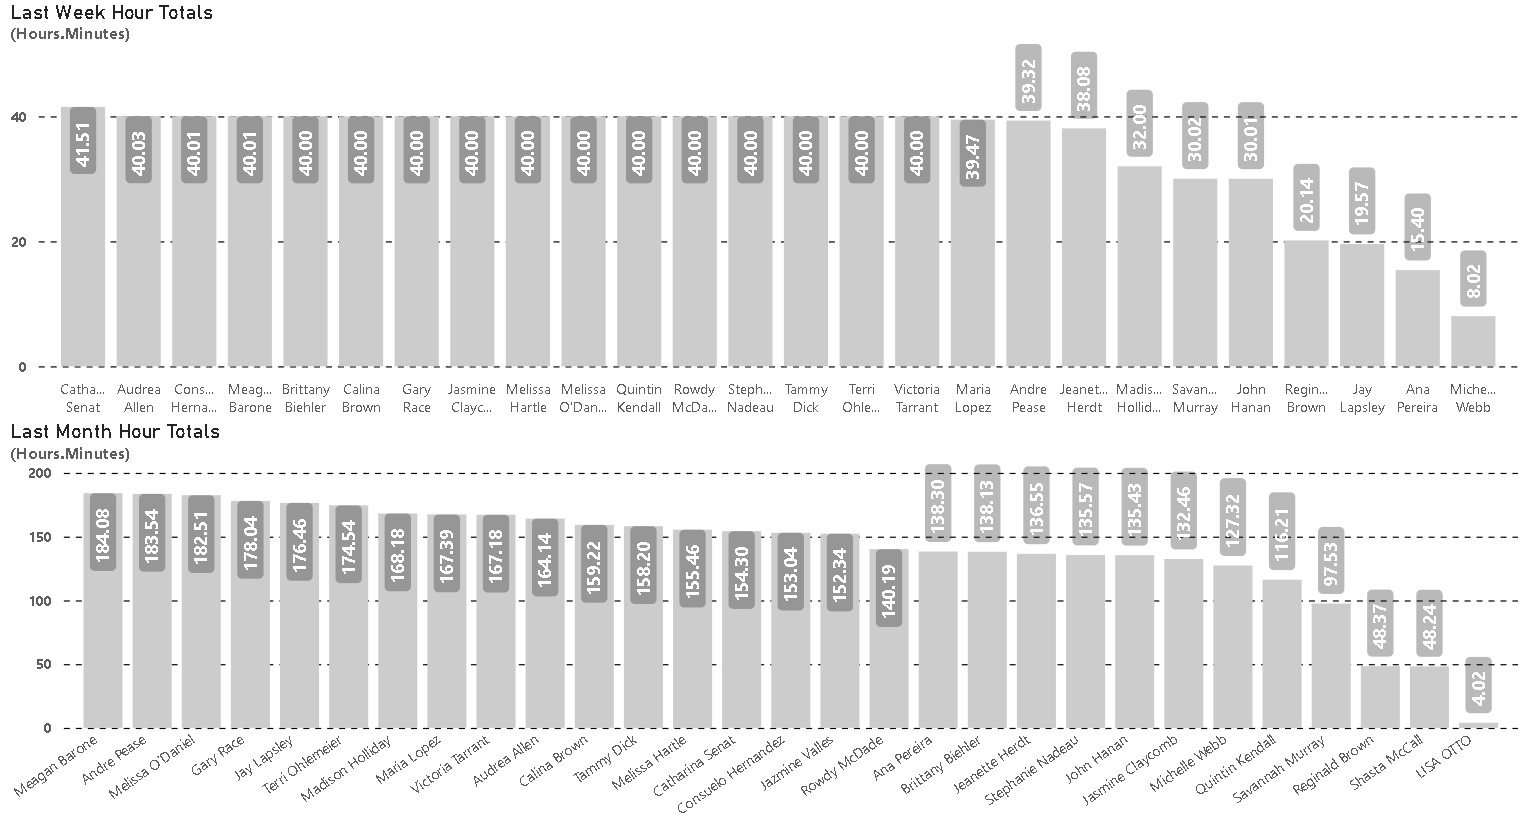 Last Week Hour Totals
(Hours.Minutes)
40
20
0
41.51
40.03
40.01
40.01
40.00
40.00
40.00
40.00
40.00
40.00
40.00
40.00
40.00
40.00
40.00
40.00
39.47
39.32
38.08
32.00
30.02
30.01
20.14
19.57
15.40
8.02
Catha... Audrea Cons... Meag... Brittany Calina Gary Jasmine Melissa Melissa Quintin Rowdy Steph... Tammy Terri Victoria Maria Andre Jeanet... Madis... Savan... John Regin... Jay Ana Miche...
Senat Allen Herna... Barone Biehler Brown Race Clayc... Hartle O'Dan... Kendall McDa... Nadeau Dick Ohle... Tarrant Lopez Pease Herdt Hollid... Murray Hanan Brown Lapsley Pereira Webb
Last Month Hour Totals
(Hours.Minutes)
200
150
100
50
0
184.08
183.54
182.51
178.04
176.46
174.54
168.18
167.39
167.18
164.14
159.22
158.20
155.46
154.30
153.04
152.34
140.19
138.30
138.13
136.55
135.57
135.43
132.46
127.32
116.21
97.53
48.37
48.24
4.02
Meagan Barone
Andre Pease
Melissa O'Daniel
Gary Race
Jay Lapsley
Terri Ohlemeier
Madison Holliday
Maria Lopez
Victoria Tarrant
Audrea Allen
Calina Brown
Tammy Dick
Melissa Hartle
Catharina Senat
Consuelo Hernandez
Jazmine Valles
Rowdy McDade
Ana Pereira
Brittany Biehler
Jeanette Herdt
Stephanie Nadeau
John Hanan
Jasmine Claycomb
Michelle Webb
Quintin Kendall
Savannah Murray
Reginald Brown
Shasta McCall
LISA OTTO